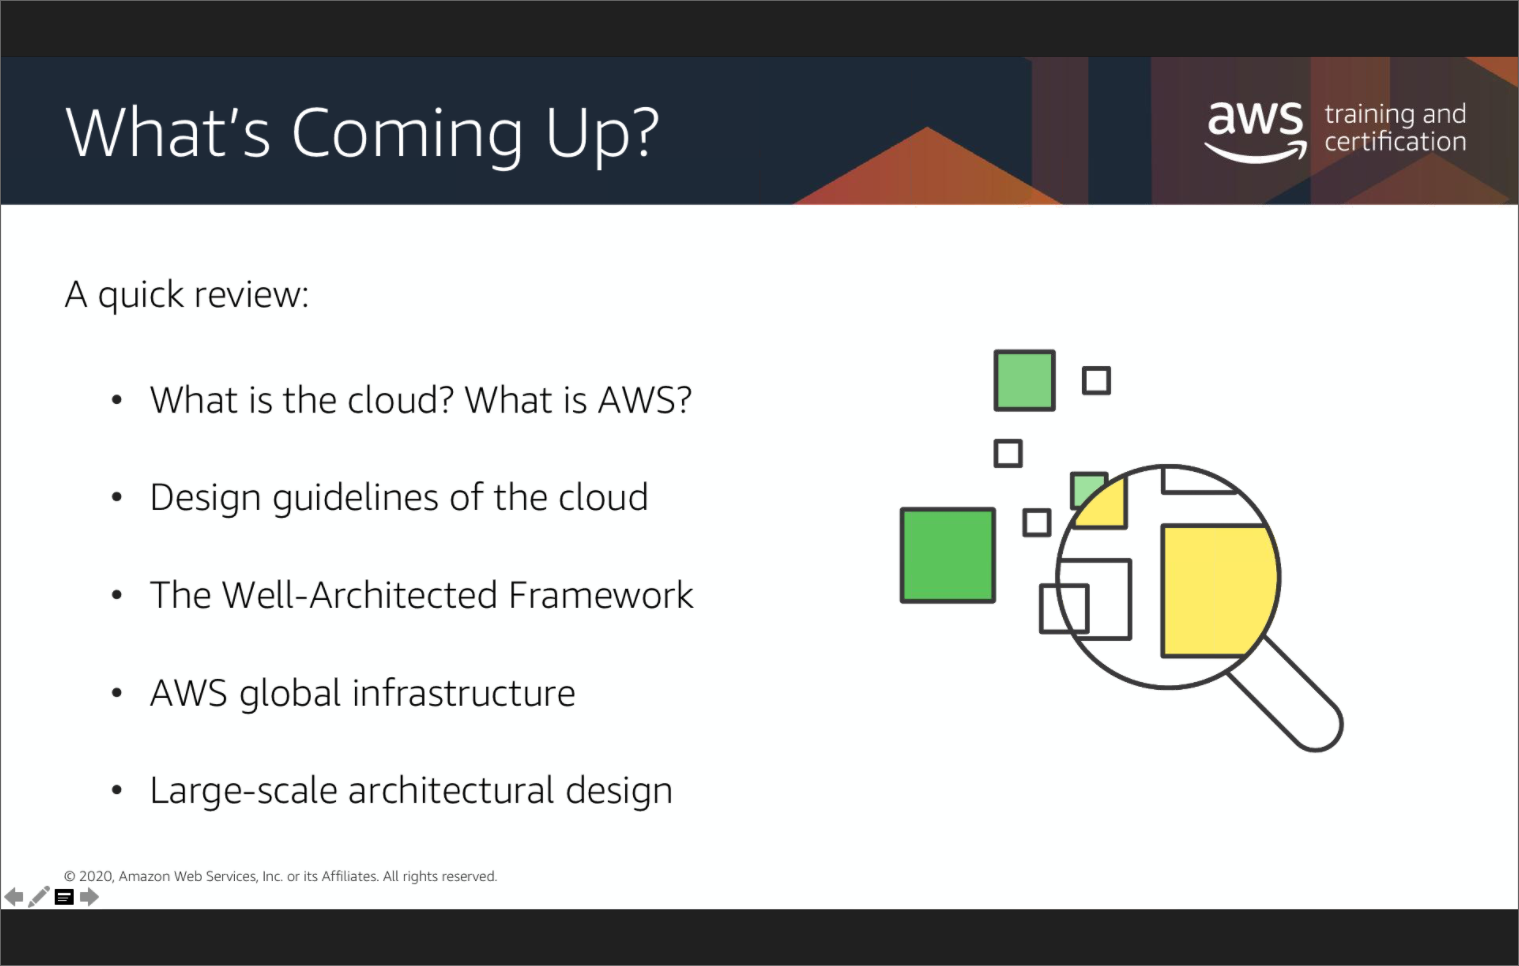 What's Coming Up?
aws training and
certification
A quick review:
• What is the cloud? What is AWS?
• Design guidelines of the cloud
• The Well-Architected Framework
• AWS global infrastructure
• Large-scale architectural design
© 2020, Amazon Web Services, Inc. or its Affiliates. All rights reserved.